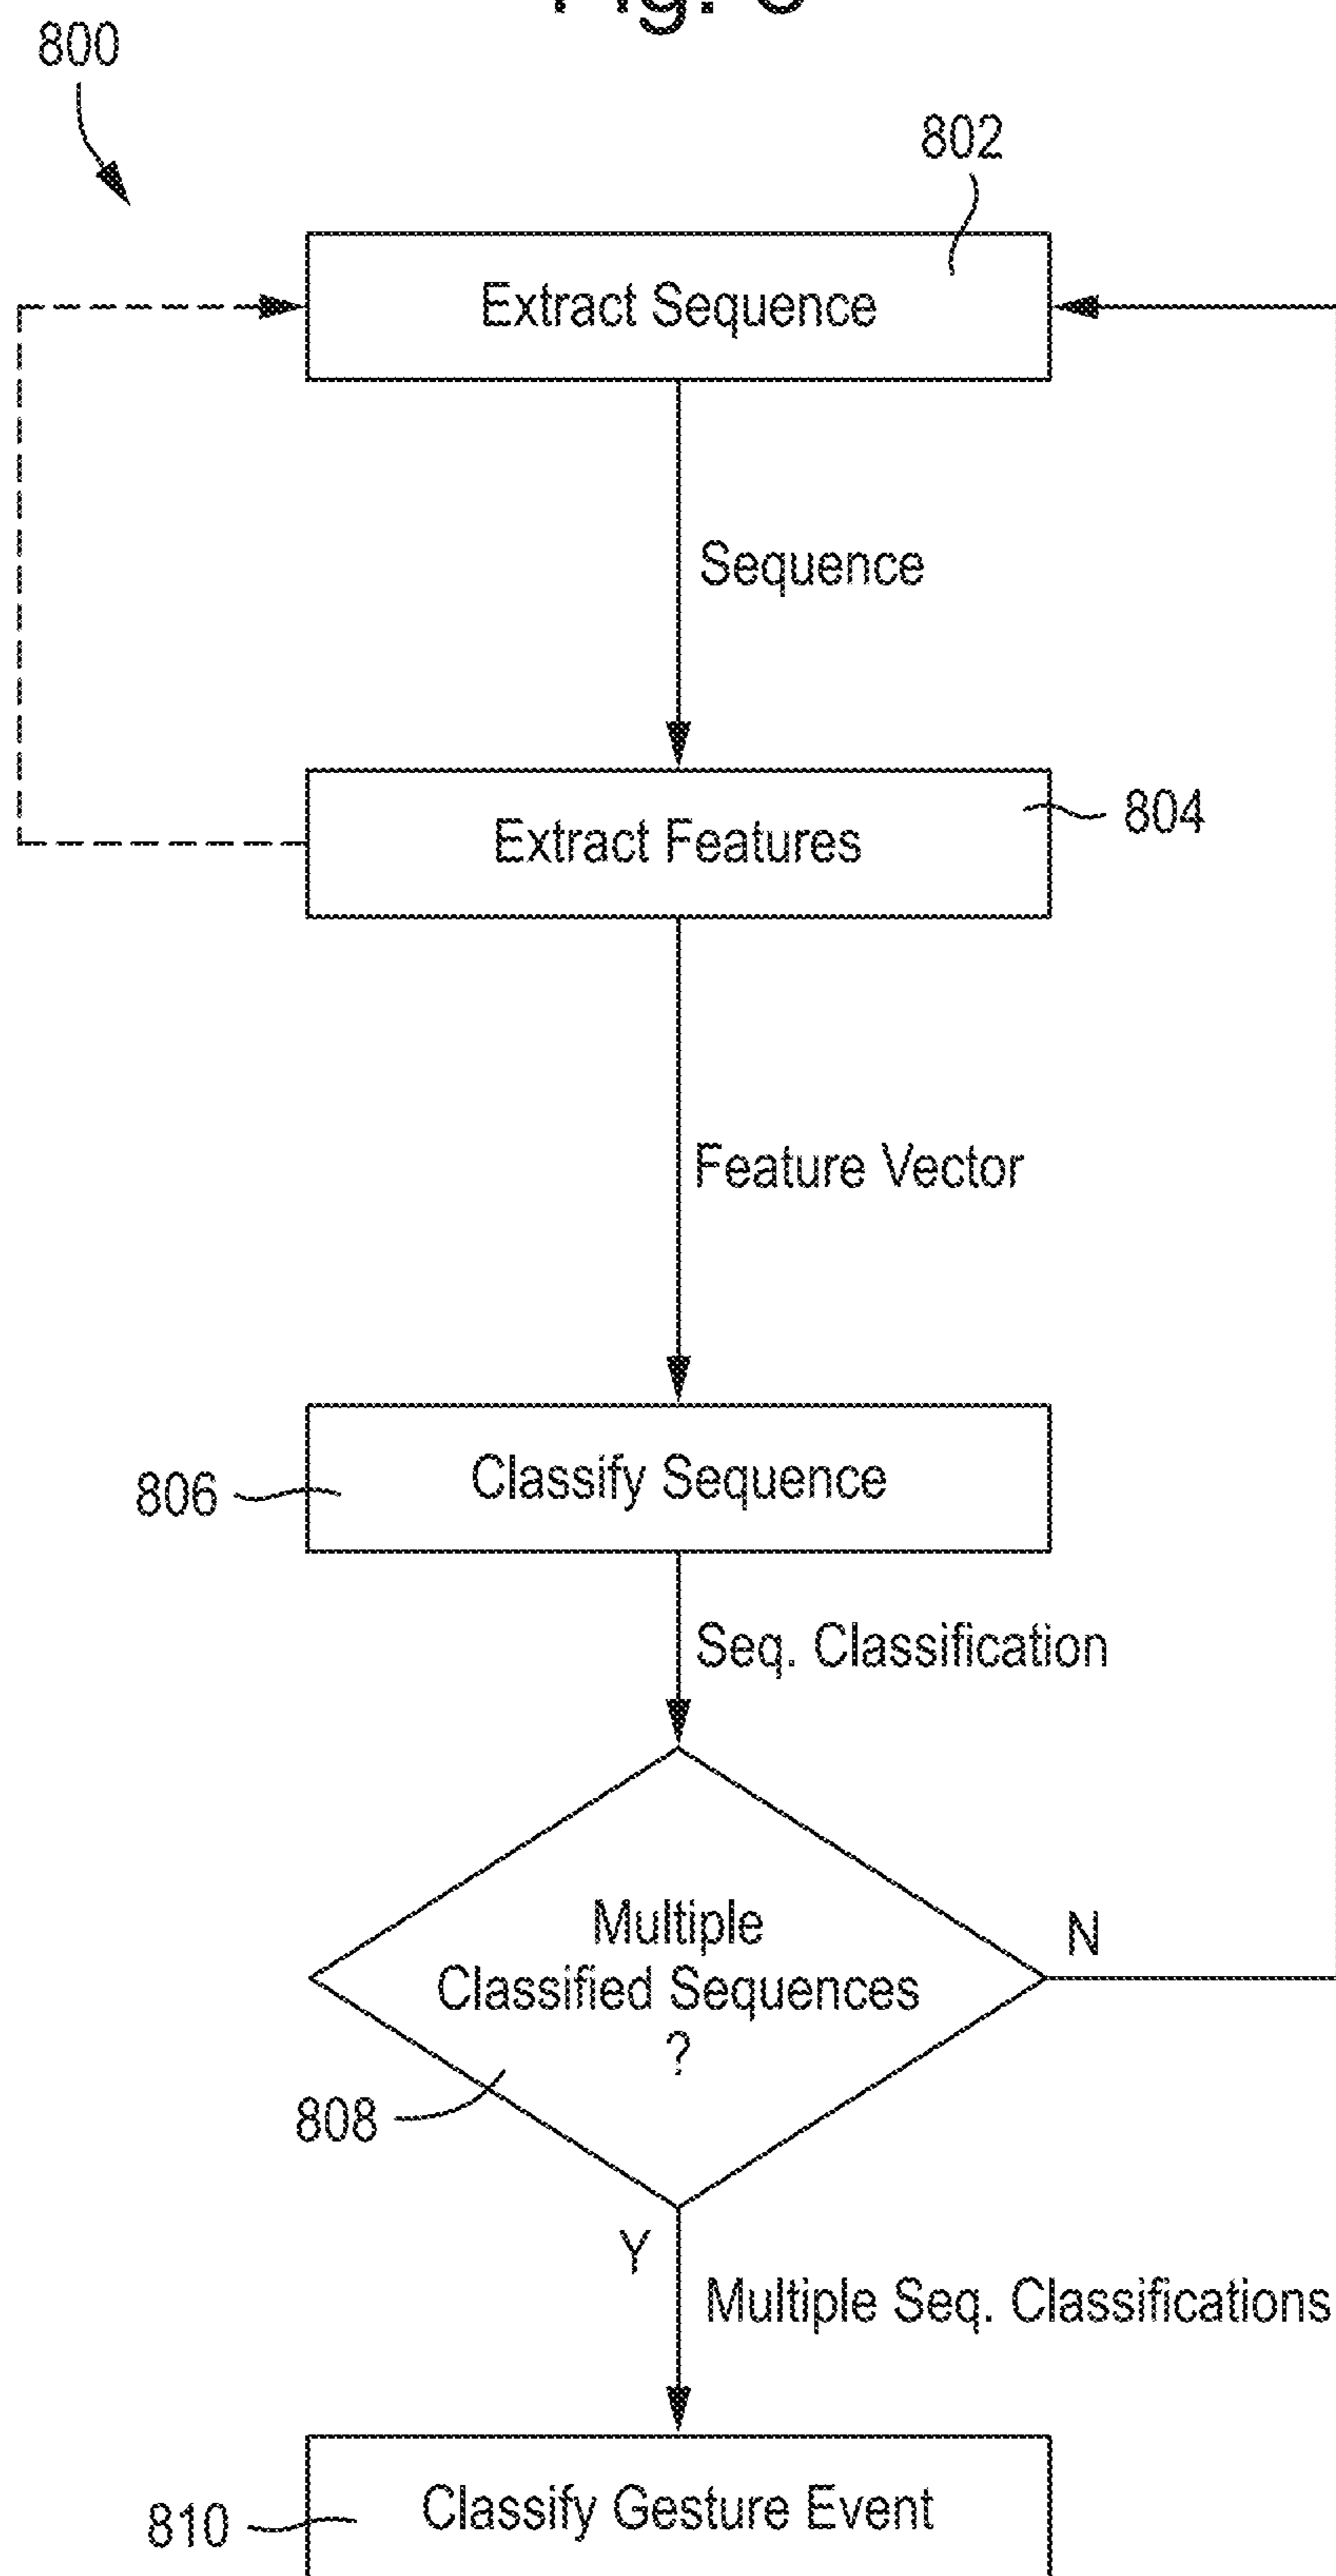 800
802
Extract Sequence
Sequence
Extract Features
804
Feature Vector
Classify Sequence
806
Seq. Classification
Multiple
Classified Sequences
?
N
808
Y
Multiple Seq. Classifications
Classify Gesture Event
810